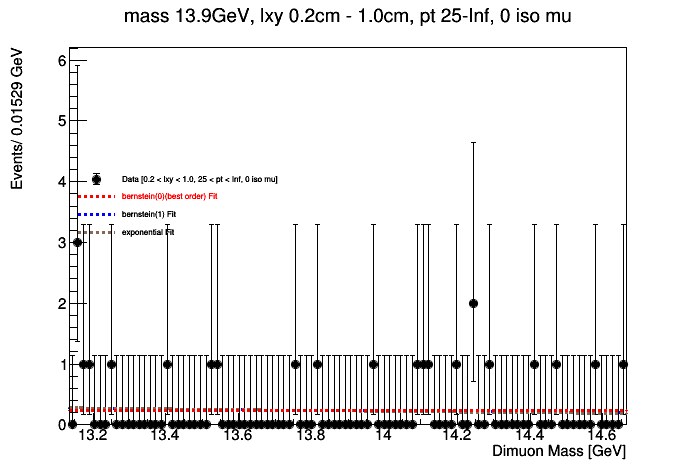 mass 13.9GeV, lxy 0.2cm - 1.0cm, pt 25-Inf, 0 iso mu
Events/ 0.01529 GeV
6
5
4
3
2
1
0
Data [0.2 < lxy < 1.0, 25 < pt < Inf, 0 iso mu]
bernstein(0)(best order) Fit
bernstein(1) Fit
exponential Fit
13.2 13.4 13.6 13.8 14 14.2 14.4 14.6
Dimuon Mass [GeV]